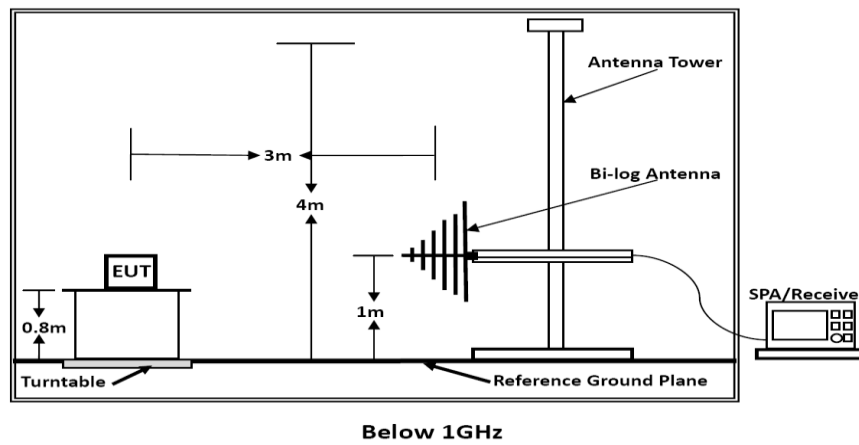 Antenna Tower
3m
Bi-log Antenna
4m
EUT
SPA/Receive
0.8m
1m
Turntable
Reference Ground Plane
Below 1GHz